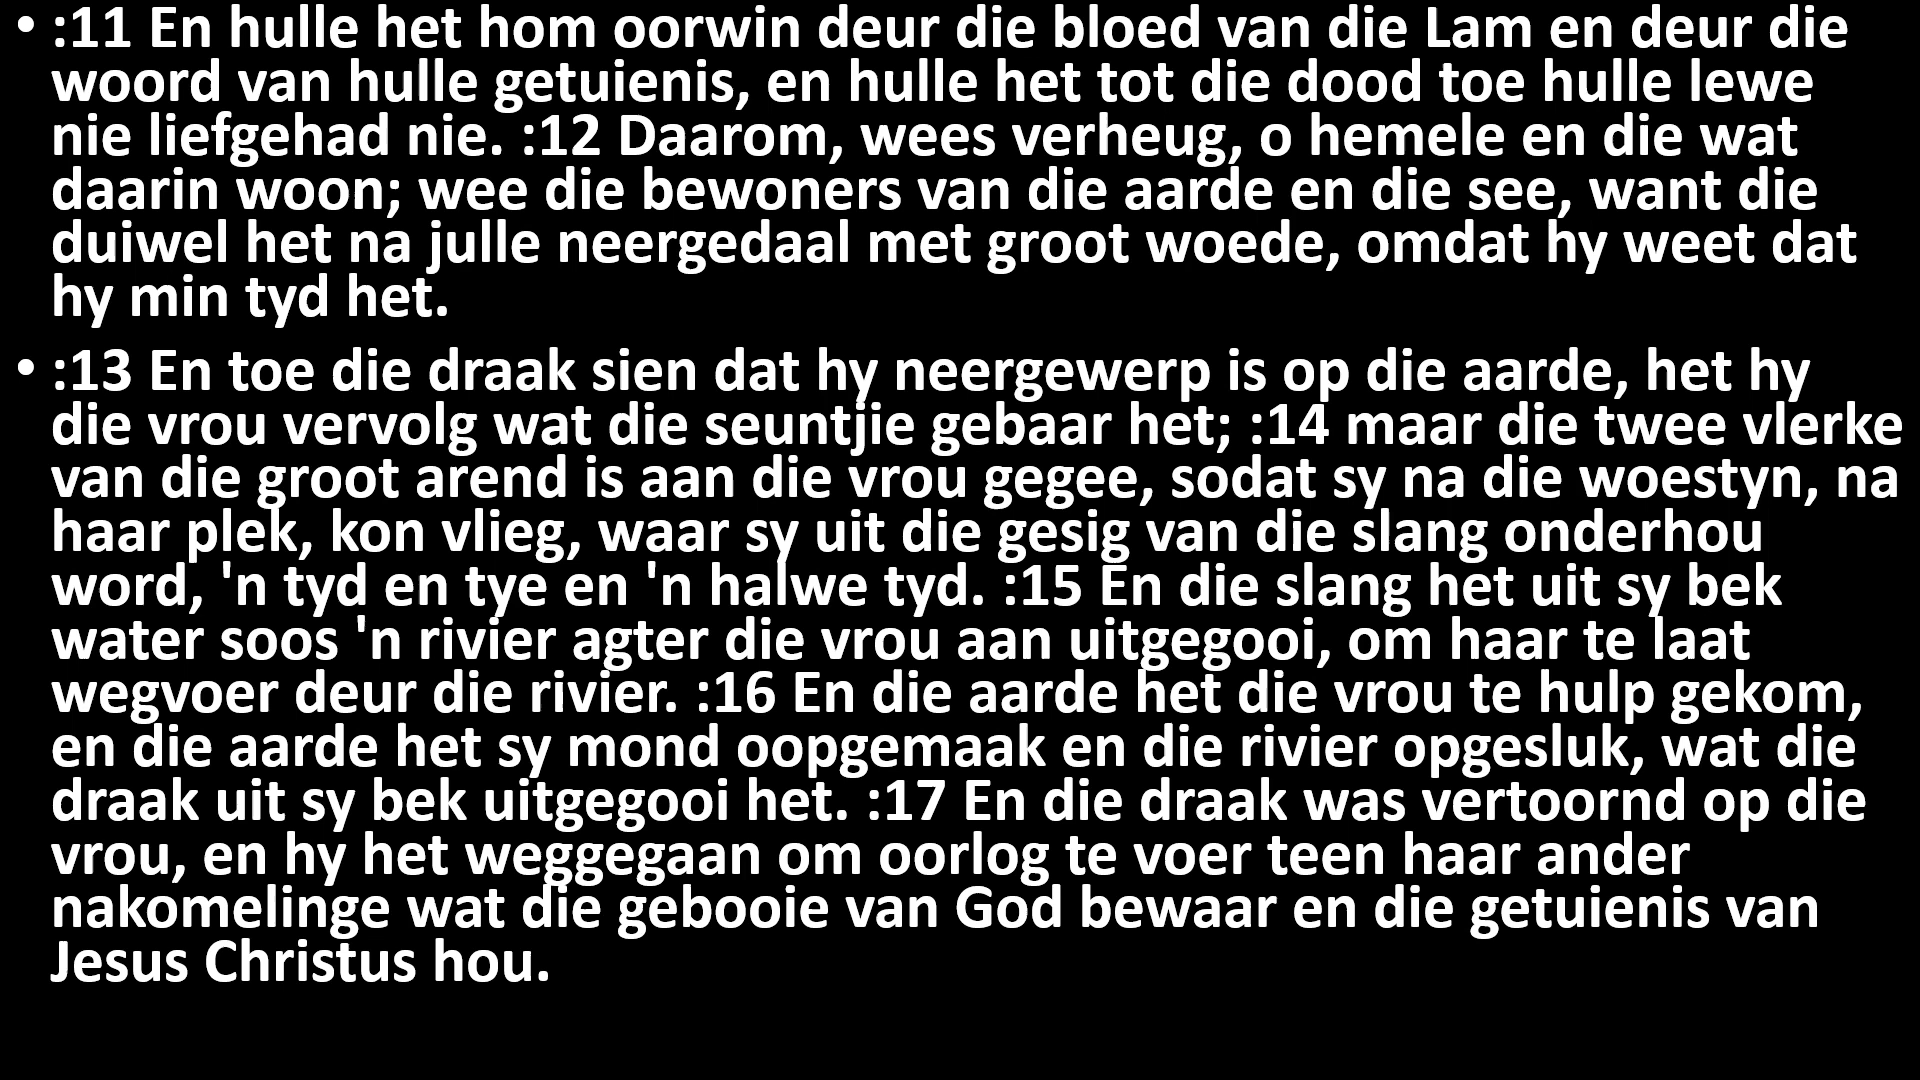 • :11 En hulle het hom oorwin deur die bloed van die Lam en deur die
woord van hulle getuienis, en hulle het tot die dood toe hulle lewe
nie liefgehad nie. :12 Daarom, wees verheug, o hemele en die wat
daarin woon; wee die bewoners van die aarde en die see, want die
duiwel het na julle neergedaal met groot woede, omdat hy weet dat
hy min tyd het.
• :13 En toe die draak sien dat hy neergewerp is op die aarde, het hy
die vrou vervolg wat die seuntjie gebaar het; :14 maar die twee vlerke
van die groot arend is aan die vrou gegee, sodat sy na die woestyn, na
haar plek, kon vlieg, waar sy uit die gesig van die slang onderhou
word, 'n tyd en tye en 'n halwe tyd. :15 En die slang het uit sy bek
water soos 'n rivier agter die vrou aan uitgegooi, om haar te laat
wegvoer deur die rivier. :16 En die aarde het die vrou te hulp gekom,
en die aarde het sy mond oopgemaak en die rivier opgesluk, wat die
draak uit sy bek uitgegooi het. :17 En die draak was vertoornd op die
vrou, en hy het weggegaan om oorlog te voer teen haar ander
nakomelinge wat die gebooie van God bewaar en die getuienis van
Jesus Christus hou.